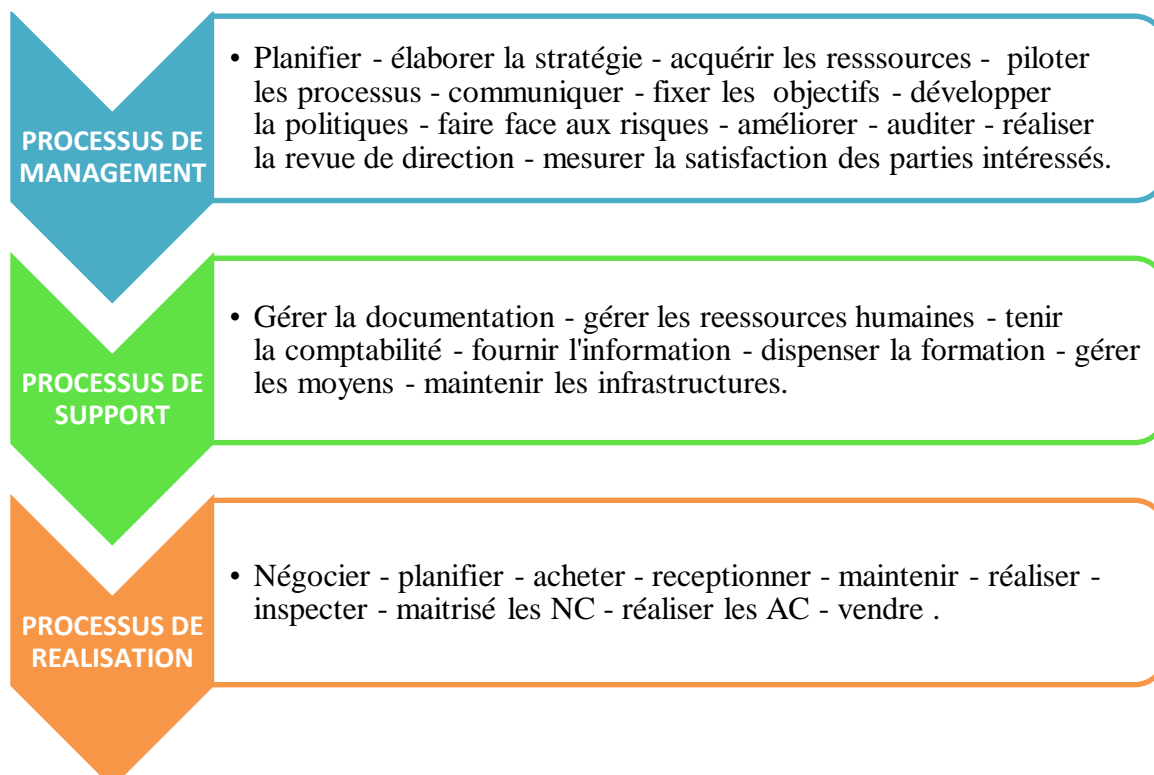 PROCESSUS DE
MANAGEMENT
• Planifier - élaborer la stratégie - acquérir les resssources - piloter
les processus - communiquer - fixer les objectifs - développer
la politiques - faire face aux risques - améliorer - auditer - réaliser
la revue de direction - mesurer la satisfaction des parties intéressés.
PROCESSUS DE
SUPPORT
• Gérer la documentation - gérer les reessources humaines - tenir
la comptabilité - fournir l'information - dispenser la formation - gérer
les moyens - maintenir les infrastructures.
PROCESSUS DE
REALISATION
• Négocier - planifier - acheter - receptionner - maintenir - réaliser -
inspecter - maitrisé les NC - réaliser les AC - vendre .